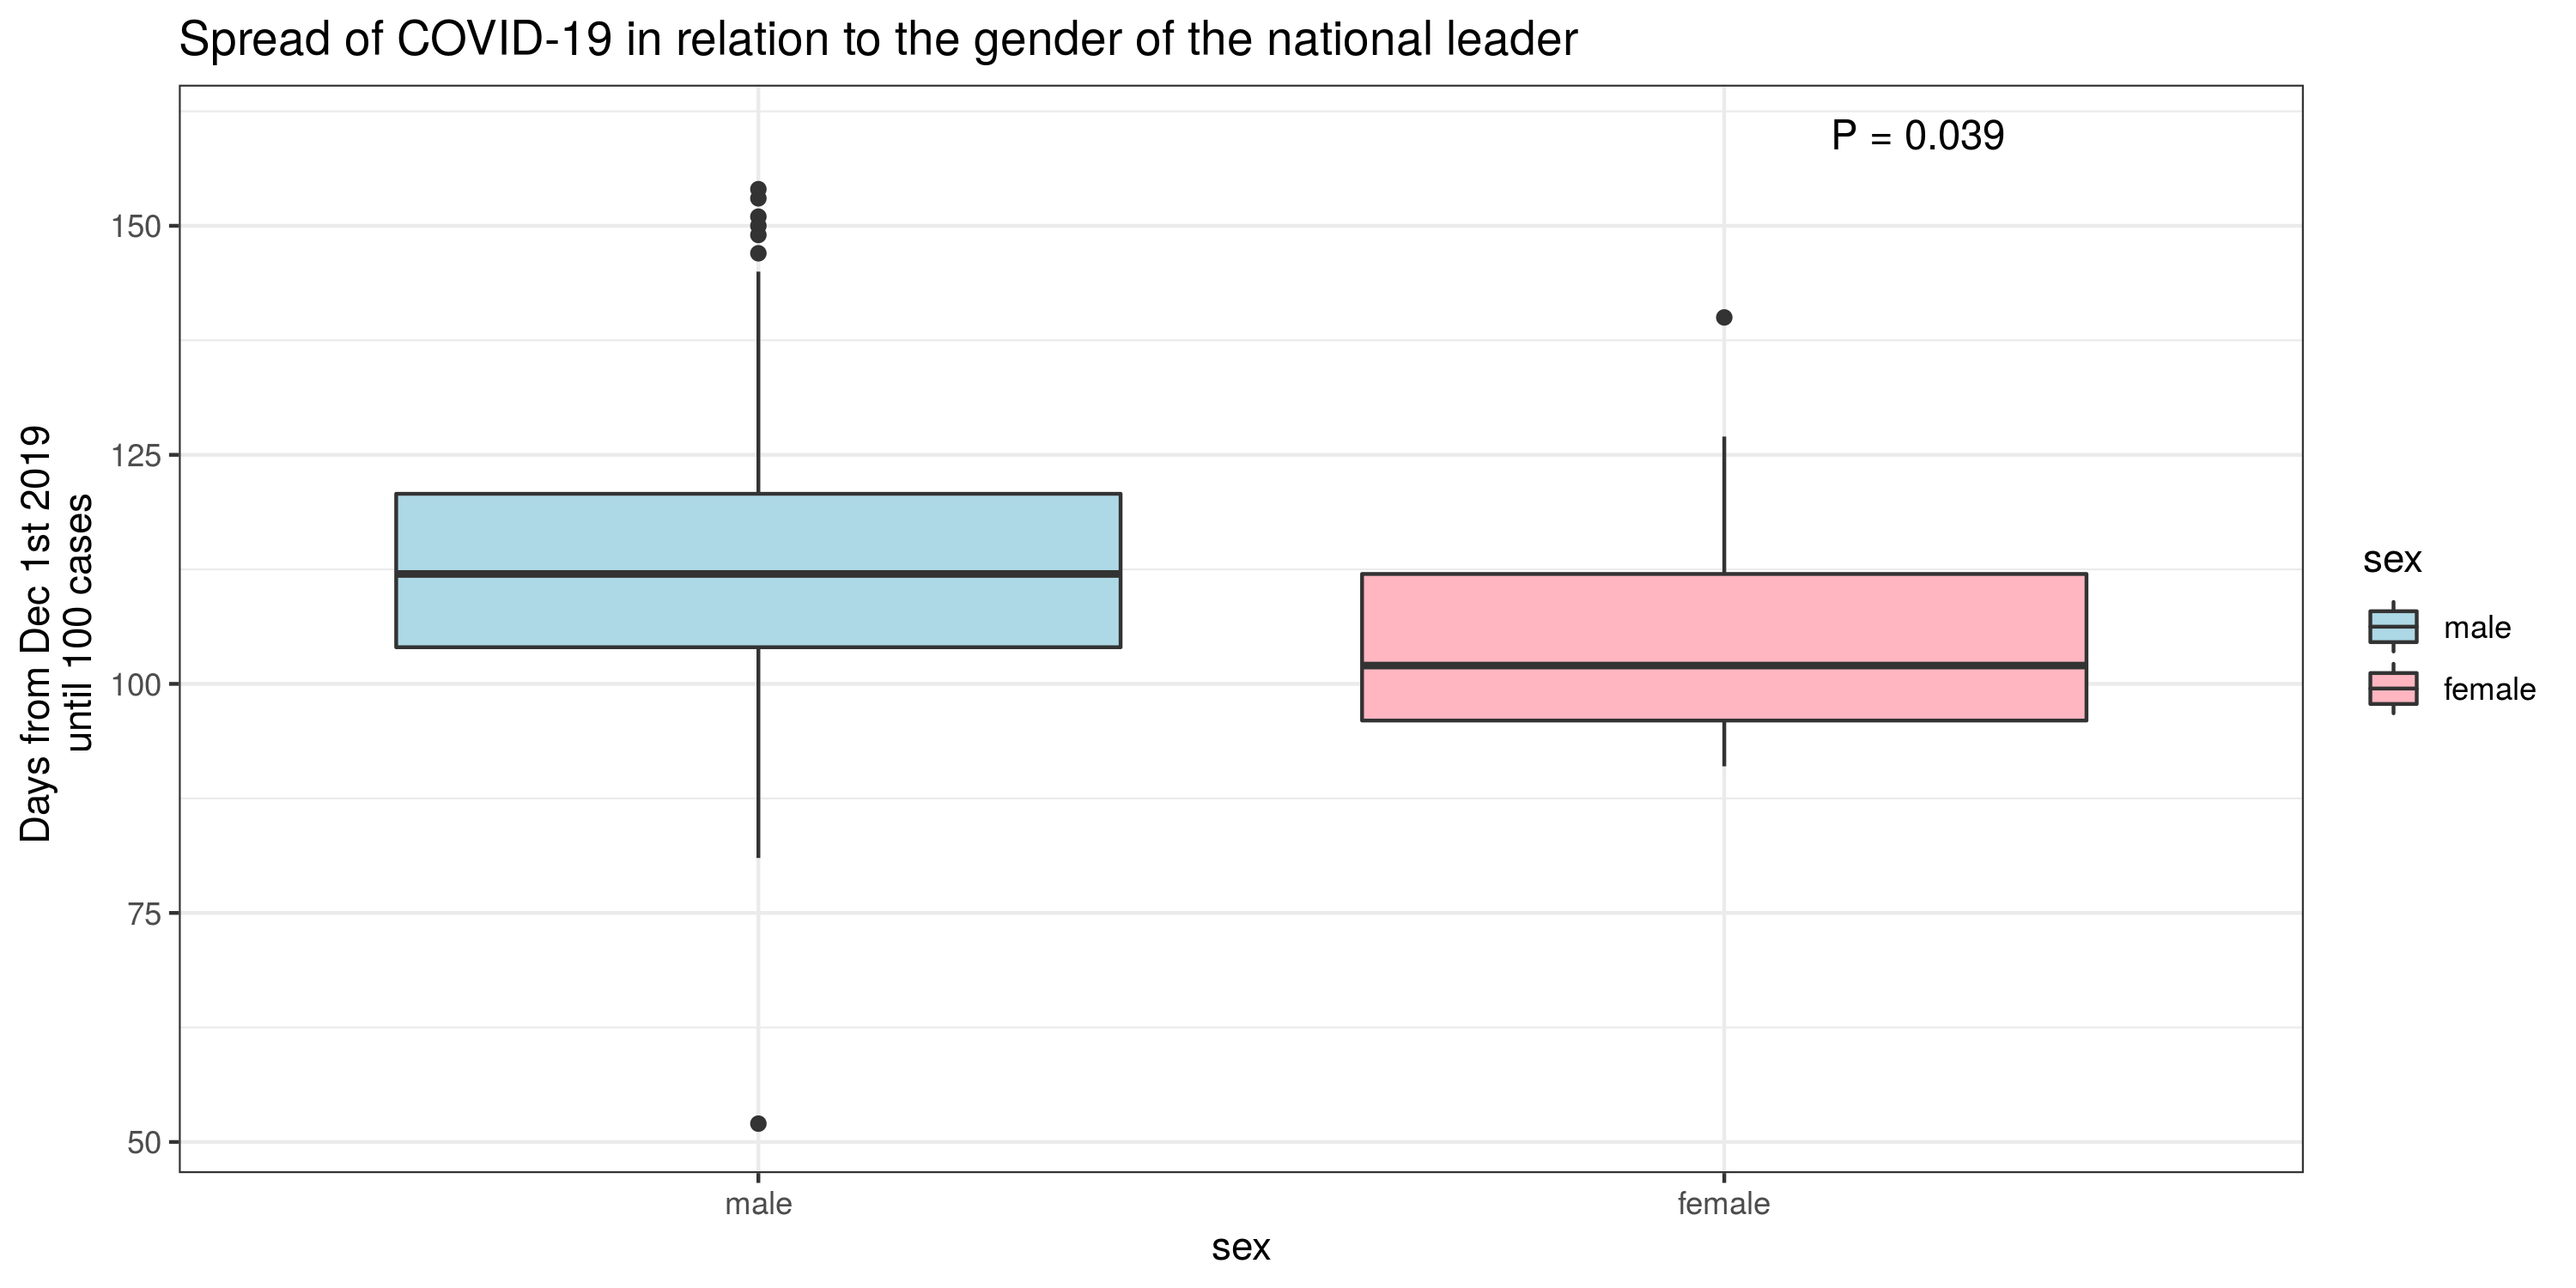 Spread of COVID-19 in relation to the gender of the national leader
P = 0.039
Days from Dec 1st 2019
until 100 cases
150
125
100
75
50
male
female
sex
sex
male
female